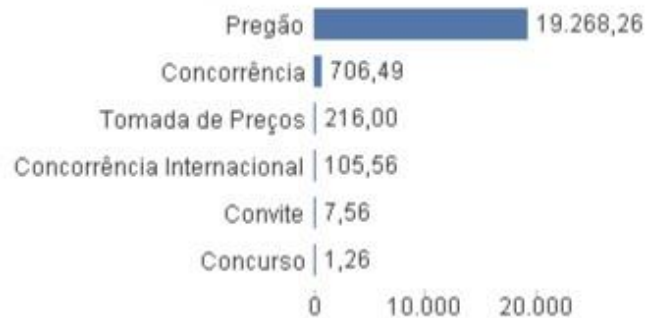 Pregão 19.268,26
Concorrência 706,49
Tomada de Preços 216,00
Concorrência Internacional 105,56
Convite 7,56
Concurso 1,26
0 10.000 20.000